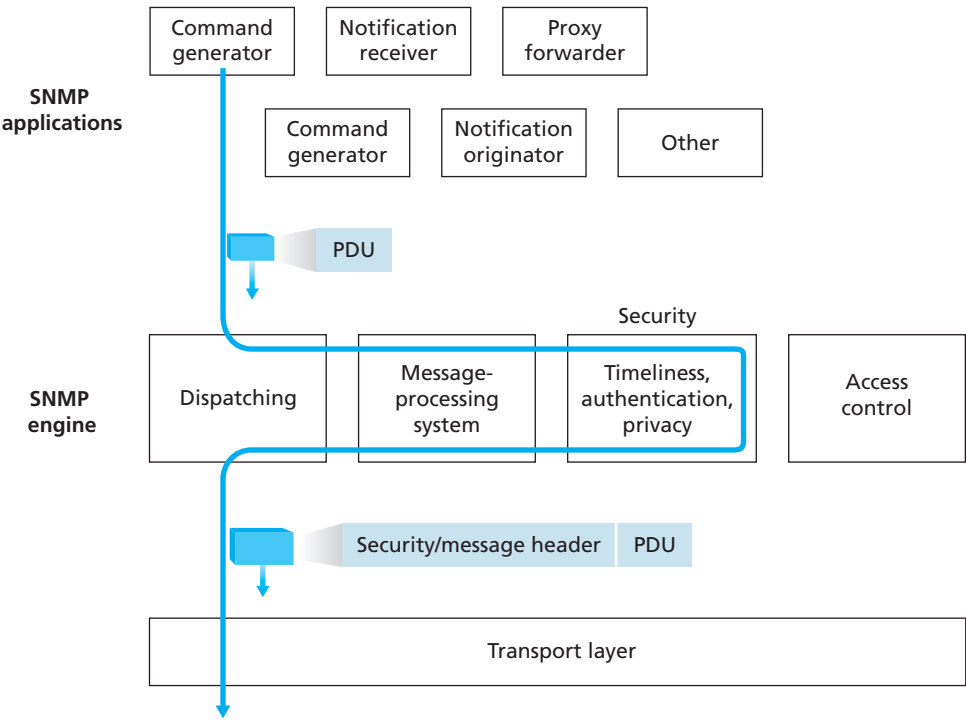 Command
generator
Notification
receiver
Proxy
forwarder
SNMP
applications
Command
generator
Notification
originator
Other
PDU
Security
SNMP
engine
Dispatching
Message-
processing
system
Timeliness,
authentication,
privacy
Access
control
Security/message header
PDU
Transport layer